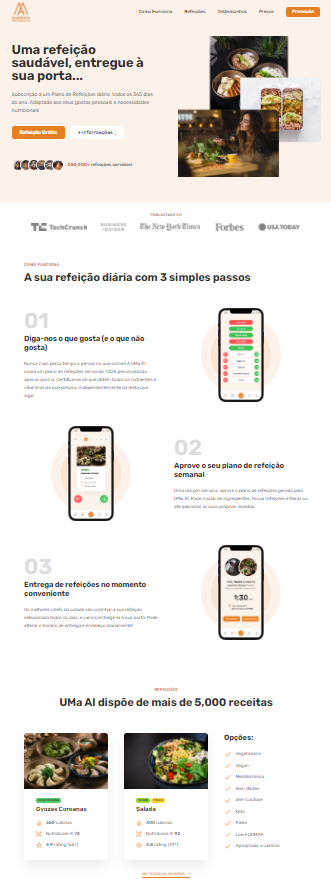 Como Funciona
Refeições
Testemunhos
Preços
Promoção
Uma refeição
saudável, entregue à
sua porta...
Subscrição a um Plano de Refeições diário, todos os 365 dias
do ano. Adaptado aos seus gostos pessoais e necessidades
nutricionais
Refeição Grátis
+ informações ↓
250,000+ refeições servidas!
PUBLICITADO EM
TechCrunch
BUSINESS
INSIDER
The New York Times
Forbes
USA TODAY
COMO FUNCIONA
A sua refeição diária com 3 simples passos
01
Diga-nos o que gosta (e o que não
gosta)
Nunca mais perca tempo a pensar no que comer! A UMa AI
criará um plano de refeições semanal 100% personalizado
apenas para si. Certifica-se de que obtém todos os nutrientes e
vitaminas de que precisa, independentemente da dieta que
siga!
02
Aprove o seu plano de refeição
semanal
Uma vez por semana, aprove o plano de refeições gerado pela
UMa AI. Pode mudar de ingredientes, trocar refeições inteiras ou
até adicionar as suas próprias receitas.
03
Entrega de refeições no momento
conveniente
Os melhores chefs da cidade vão cozinhar a sua refeição
selecionada todos os dias, e vamos entregá-la à sua porta. Pode
alterar o horário de entrega e endereço diariamente!
1:30
REFEIÇÕES
UMa AI dispõe de mais de 5,000 receitas
Gyozas Coreanas
650 calorias
NutriScore ® 74
4.9 rating (537)
Salada
400 calorias
NutriScore ® 92
4.8 rating (441)
Opções:
Vegetariana
Vegan
Mediterrânica
Sem Glúten
Sem Lactose
Keto
Paleo
Low FODMAP
Apropriada a cabritos
Ver todas as receitas →